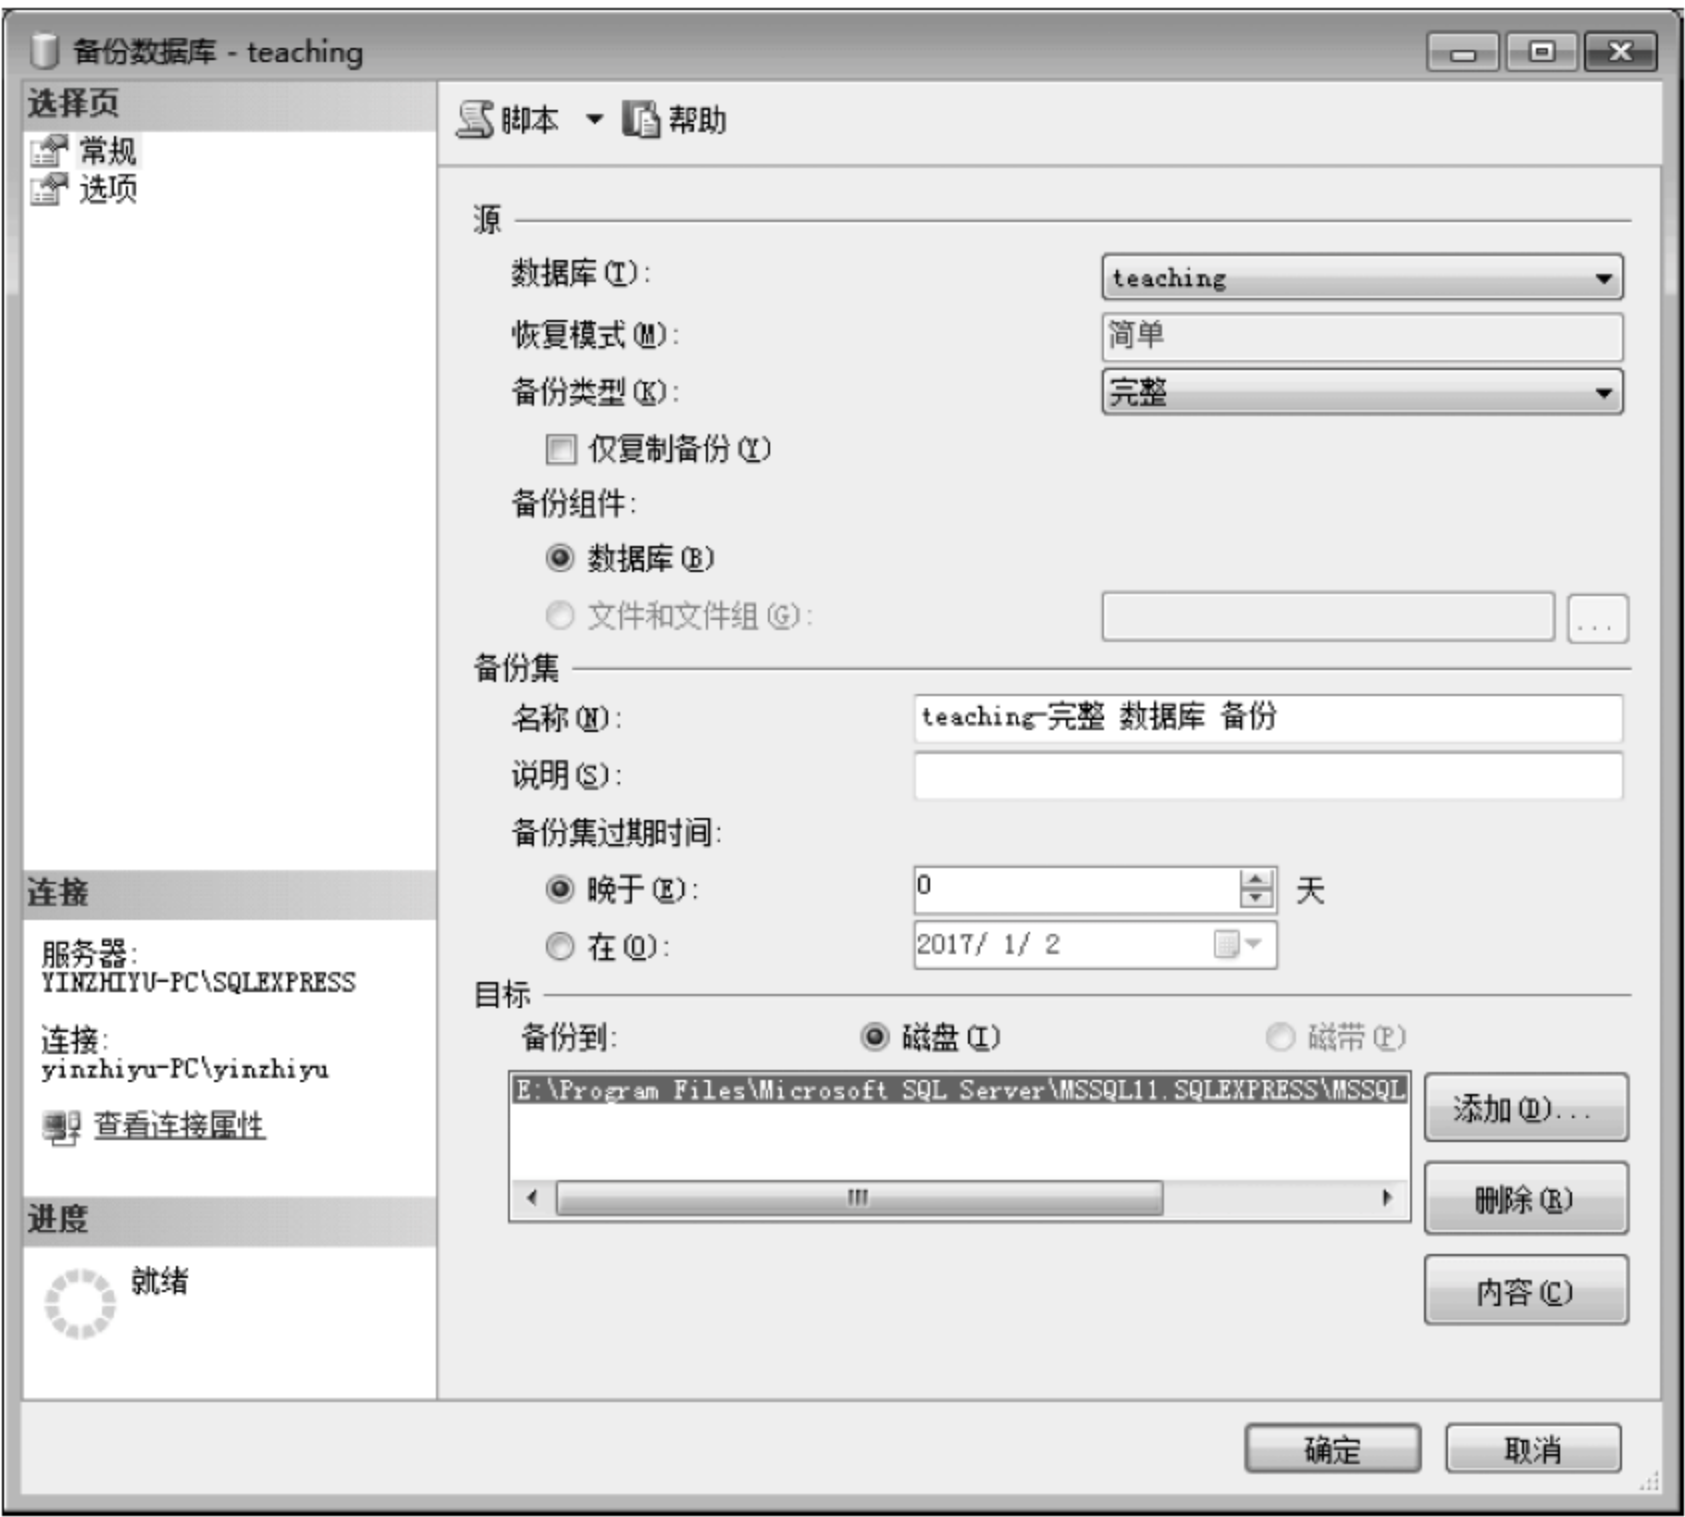 备份数据库 - teaching
选择页
常规
选项
脚本 帮助
源
数据库(T): teaching
恢复模式(M): 简单
备份类型(K): 完整
仅复制备份(Y)
备份组件:
数据库(B)
文件和文件组(G): ...
备份集
名称(N): teaching-完整 数据库 备份
说明(S):
备份集过期时间:
晚于(E): 0 天
在(O): 2017/ 1/ 2
目标
备份到: 磁盘(I) 磁带(P)
E:\Program Files\Microsoft SQL Server\MSSQL11.SQLEXPRESS\MSSQL
添加(D)...
删除(R)
内容(C)
连接
服务器:
YINZHIYU-PC\SQLEXPRESS
连接:
yinzhiyu-PC\yinzhiyu
查看连接属性
进度
就绪
确定 取消